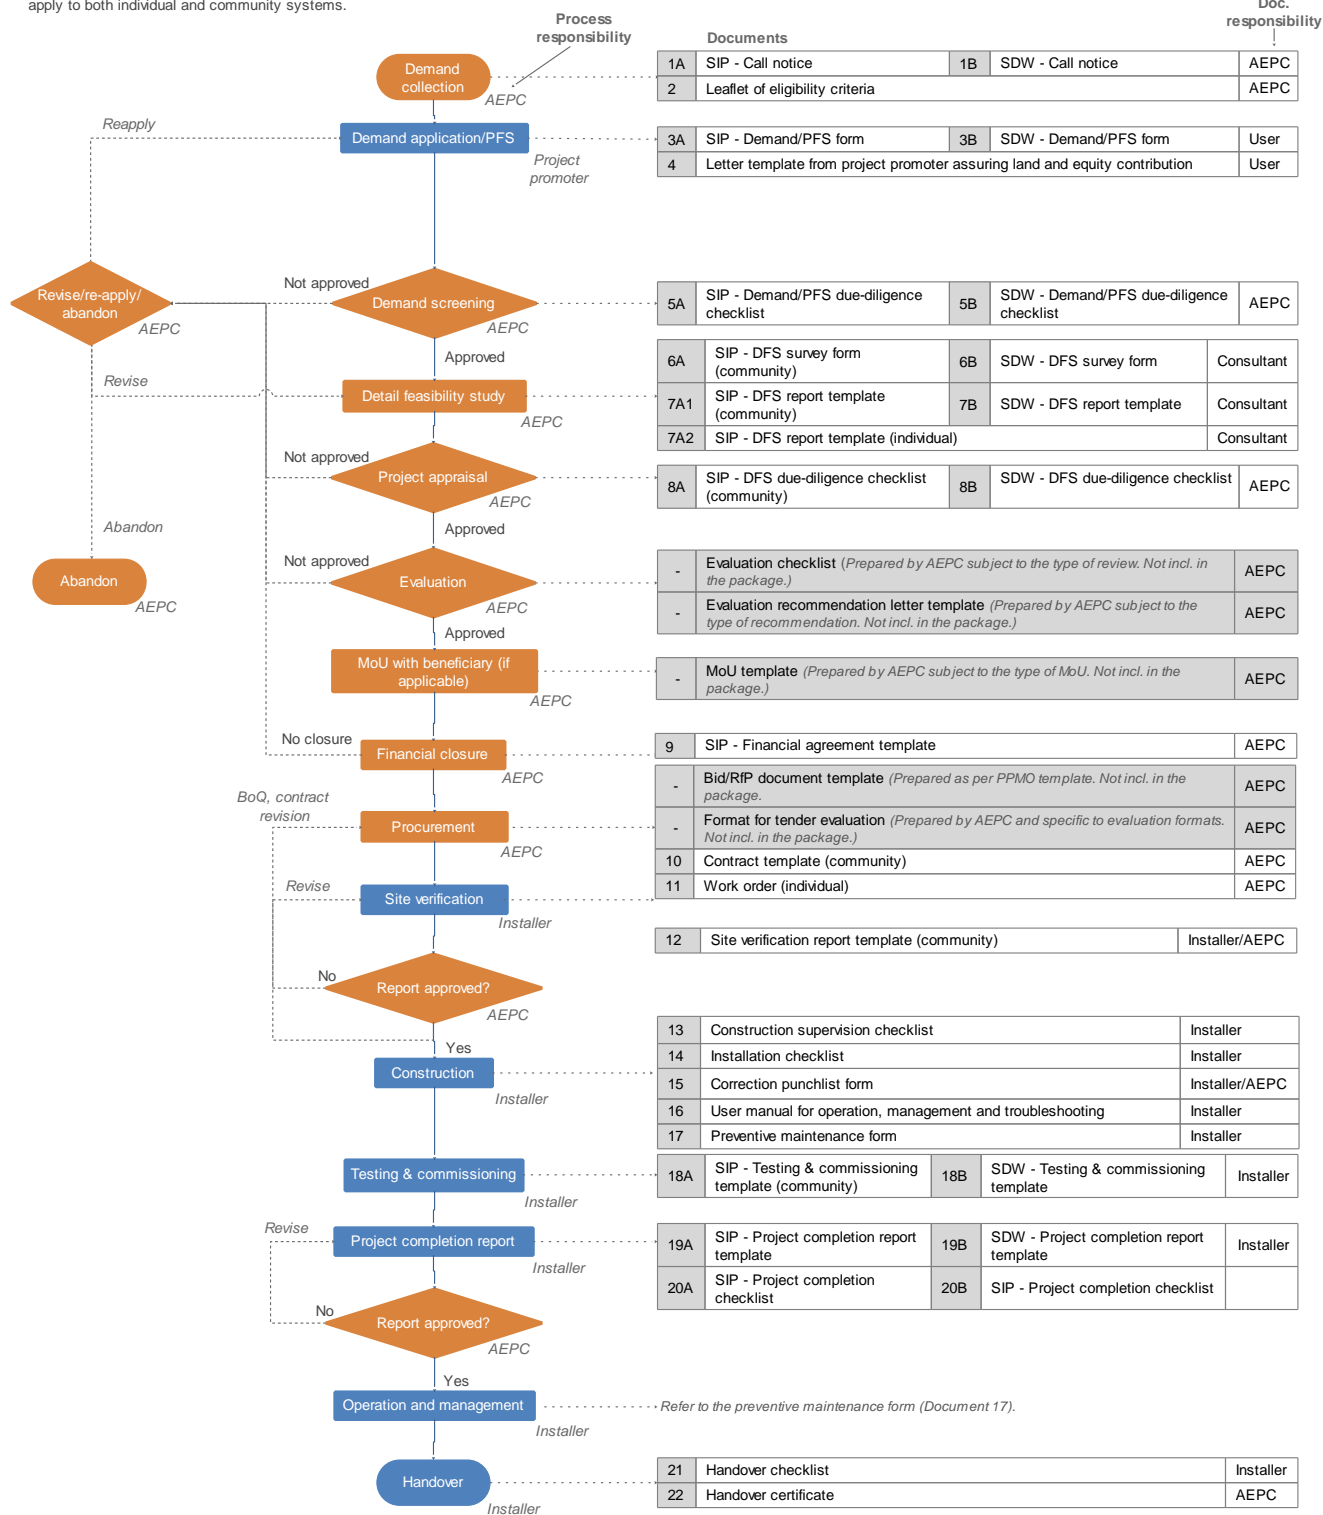 apply to both individual and community systems.
Process
responsibility
Doc.
responsibility
Documents
Demand
collection
AEPC
1A SIP - Call notice 1B SDW - Call notice AEPC
2 Leaflet of eligibility criteria AEPC
Reapply
Demand application/PFS
Project
promoter
3A SIP - Demand/PFS form 3B SDW - Demand/PFS form User
4 Letter template from project promoter assuring land and equity contribution User
Revise/re-apply/
abandon
AEPC
Not approved
Demand screening
AEPC
5A SIP - Demand/PFS due-diligence
checklist
5B SDW - Demand/PFS due-diligence
checklist
AEPC
Approved
Revise
Detail feasibility study
AEPC
6A SIP - DFS survey form
(community)
6B SDW - DFS survey form Consultant
7A1 SIP - DFS report template
(community)
7B SDW - DFS report template Consultant
7A2 SIP - DFS report template (individual) Consultant
Not approved
Project appraisal
AEPC
8A SIP - DFS due-diligence checklist
(community)
8B SDW - DFS due-diligence checklist AEPC
Approved
Abandon
Abandon
AEPC
Not approved
Evaluation
AEPC
- Evaluation checklist (Prepared by AEPC subject to the type of review. Not incl. in
the package.)
AEPC
- Evaluation recommendation letter template (Prepared by AEPC subject to the
type of recommendation. Not incl. in the package.)
AEPC
Approved
MoU with beneficiary (if
applicable)
AEPC
- MoU template (Prepared by AEPC subject to the type of MoU. Not incl. in the
package.)
AEPC
No closure
Financial closure
AEPC
9 SIP - Financial agreement template AEPC
- Bid/RfP document template (Prepared as per PPMO template. Not incl. in the
package.
AEPC
BoQ, contract
revision
Procurement
AEPC
- Format for tender evaluation (Prepared by AEPC and specific to evaluation formats.
Not incl. in the package.)
AEPC
10 Contract template (community) AEPC
11 Work order (individual) AEPC
Revise
Site verification
Installer
12 Site verification report template (community) Installer/AEPC
No
Report approved?
AEPC
Yes
Construction
Installer
13 Construction supervision checklist Installer
14 Installation checklist Installer
15 Correction punchlist form Installer/AEPC
16 User manual for operation, management and troubleshooting Installer
17 Preventive maintenance form Installer
Testing & commissioning
Installer
18A SIP - Testing & commissioning
template (community)
18B SDW - Testing & commissioning
template
Installer
Revise
Project completion report
Installer
19A SIP - Project completion report
template
19B SDW - Project completion report
template
Installer
20A SIP - Project completion
checklist
20B SIP - Project completion checklist
No
Report approved?
AEPC
Yes
Operation and management
Installer
Refer to the preventive maintenance form (Document 17).
Handover
Installer
21 Handover checklist Installer
22 Handover certificate AEPC